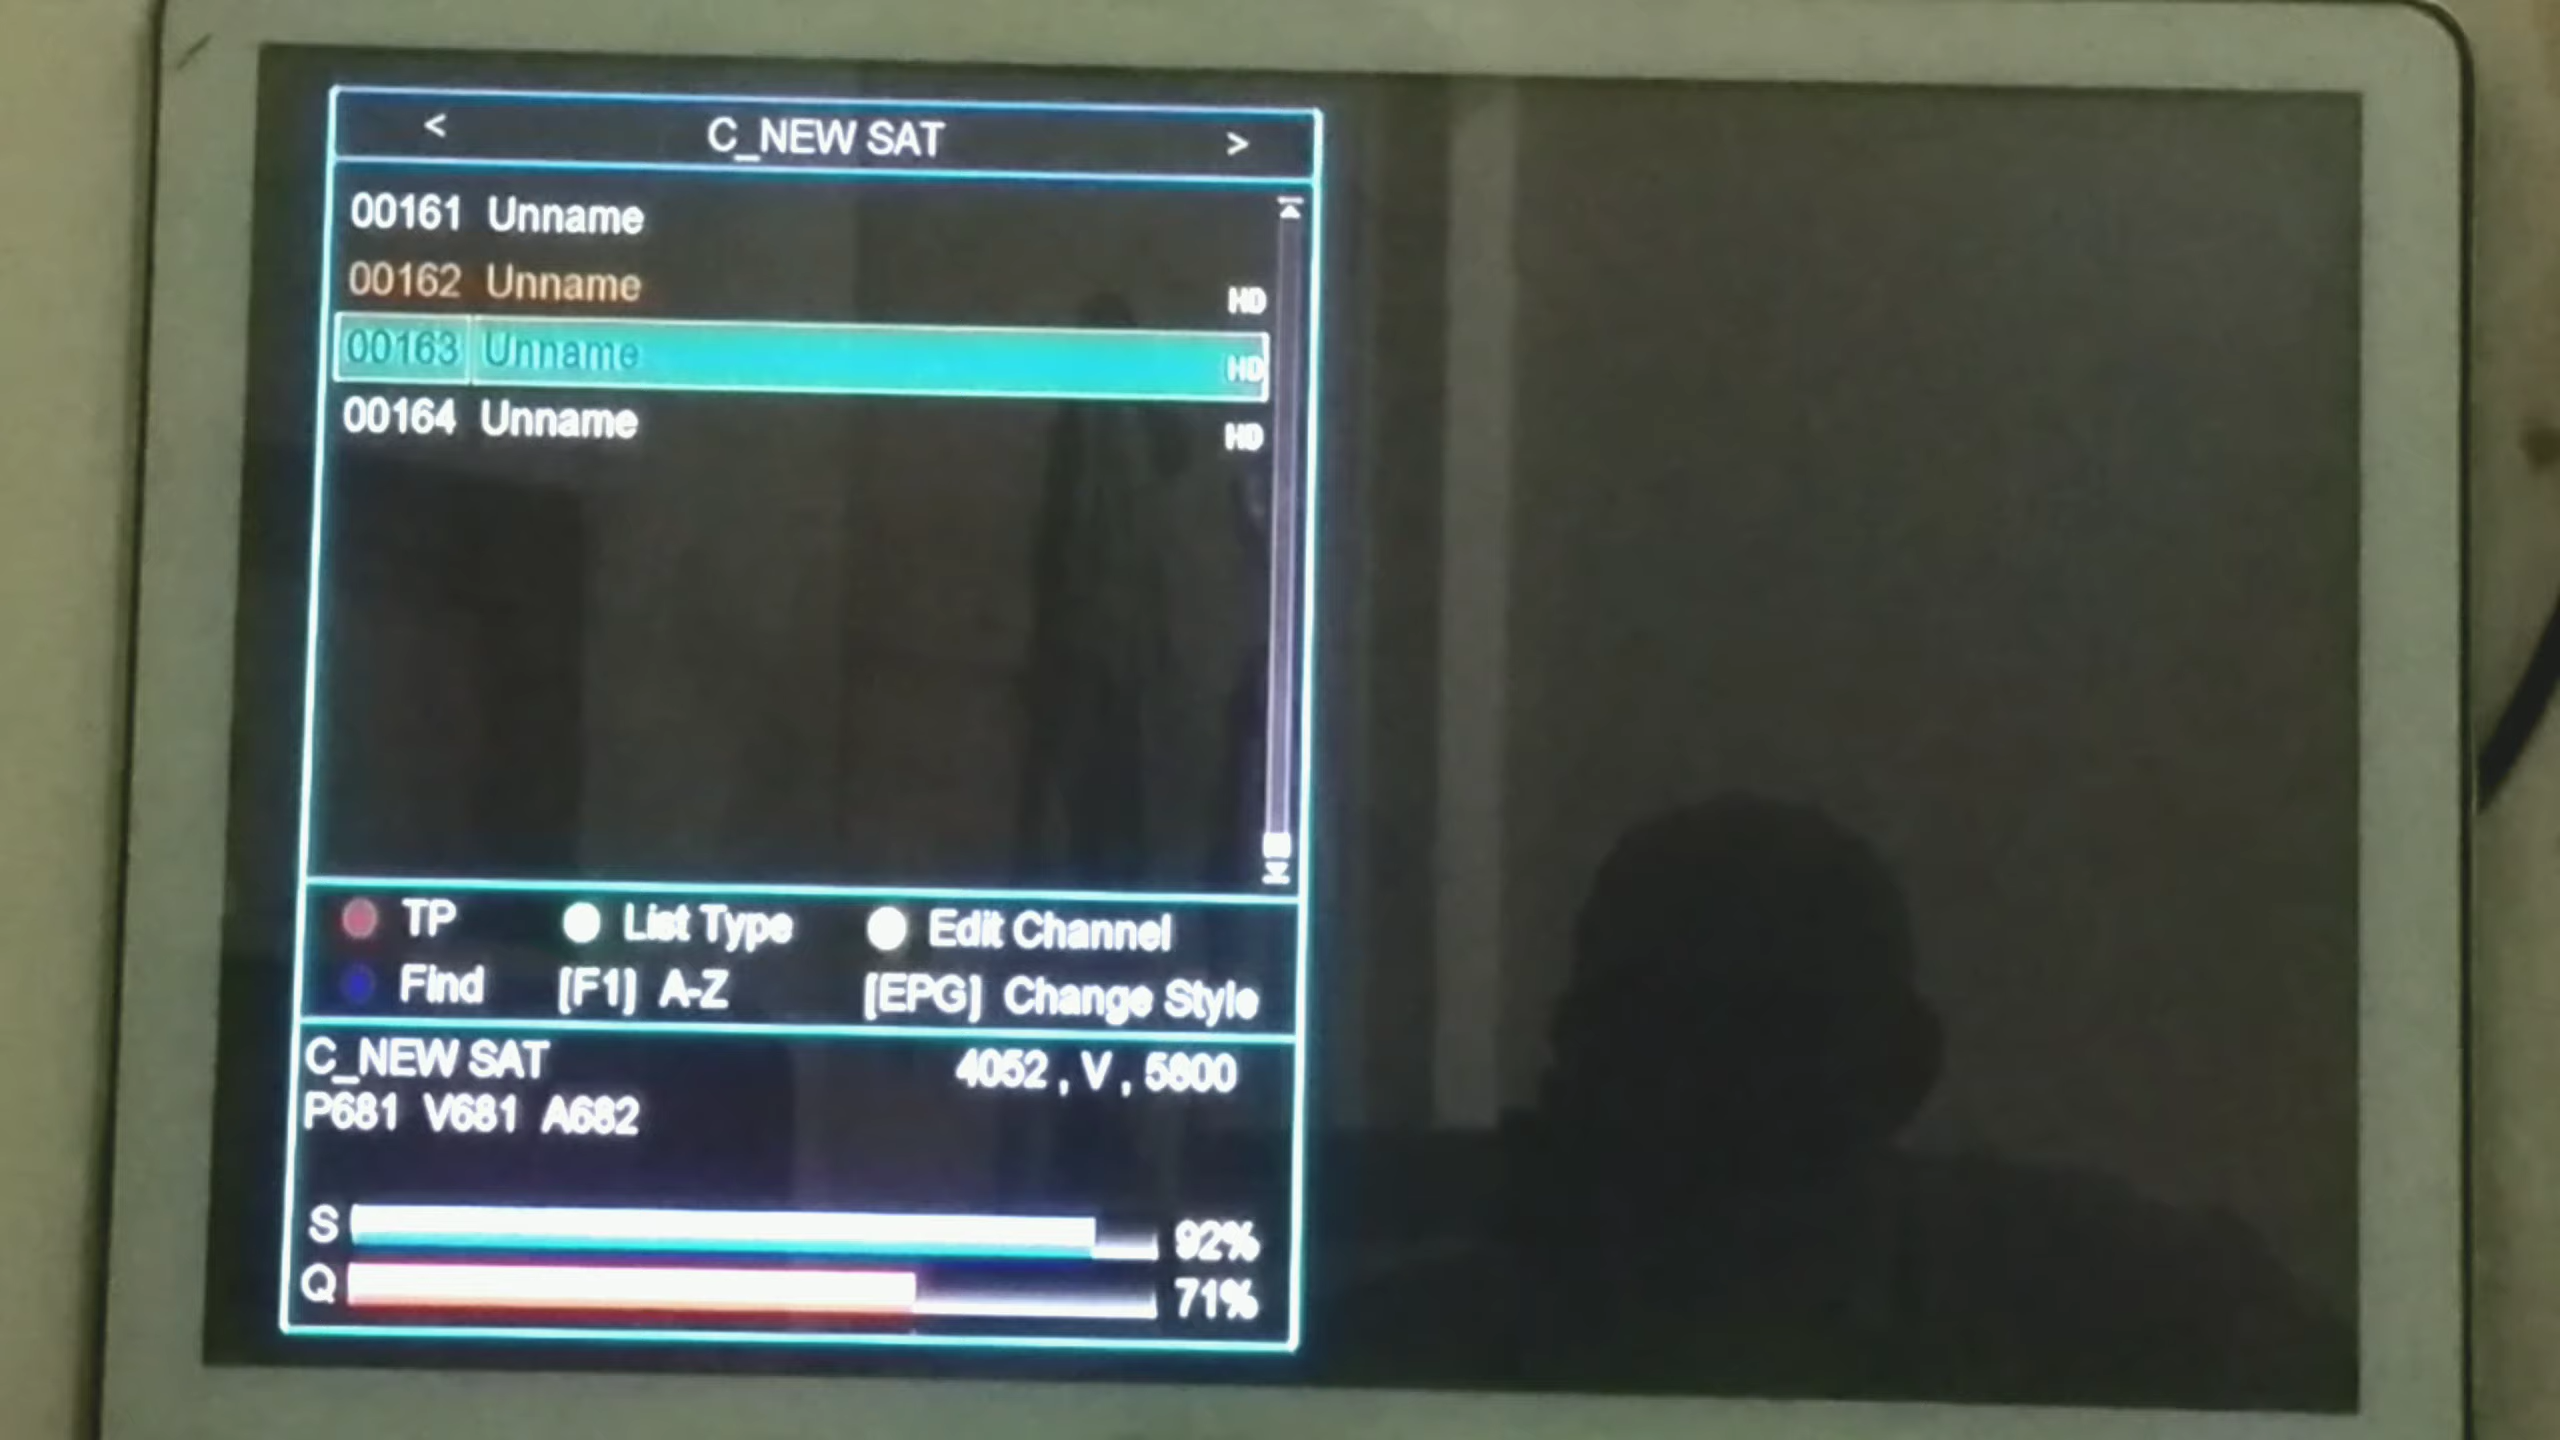 < C_NEW SAT >
00161 Unname
00162 Unname HD
00163 Unname HD
00164 Unname HD
TP List Type Edit Channel
Find [F1] A-Z [EPG] Change Style
C_NEW SAT 4052 , V , 5800
P681 V681 A682
S 92%
Q 71%